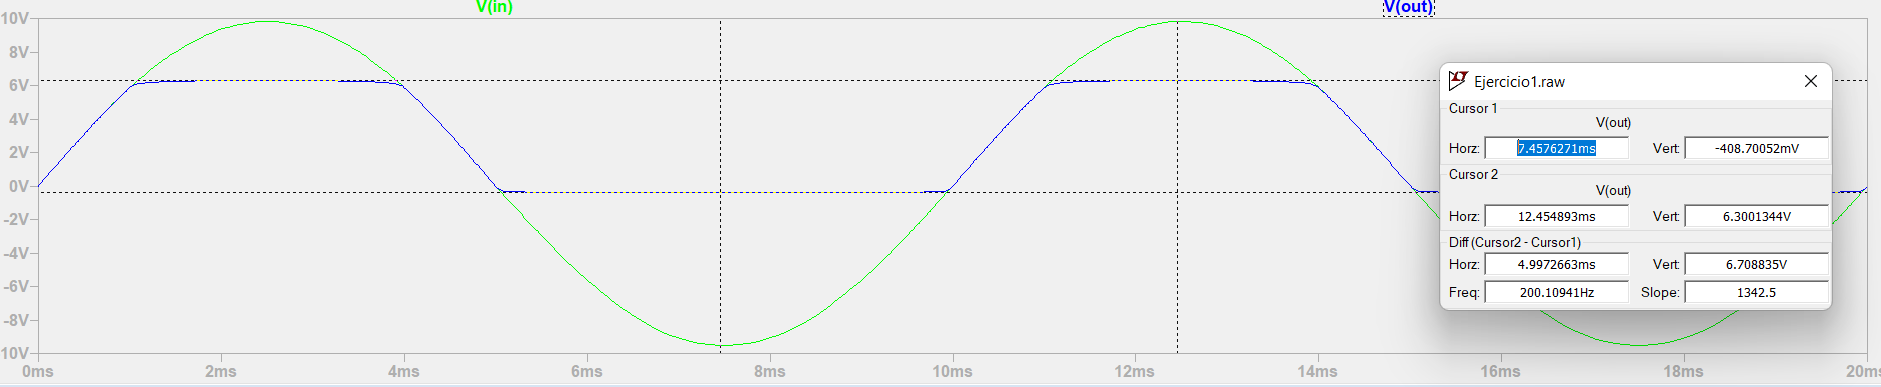 V(in)
V(out)
10V
8V
6V
4V
2V
0V
-2V
-4V
-6V
-8V
10V
0ms
2ms
4ms
6ms
8ms
10ms
12ms
14ms
16ms
18ms
20ms
Ejercicio1.raw
Cursor 1
V(out)
Horz: 7.4576271ms Vert: -408.70052mV
Cursor 2
V(out)
Horz: 12.454893ms Vert: 6.3001344V
Diff (Cursor2 - Cursor1)
Horz: 4.9972663ms Vert: 6.708835V
Freq: 200.10941Hz Slope: 1342.5